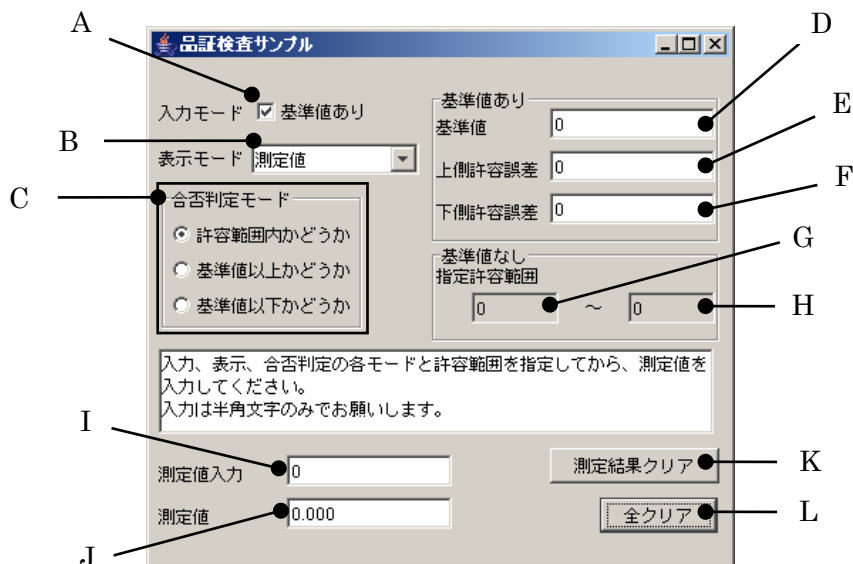 A
D
品証検査サンプル
E
入力モード 基準値あり
基準値あり
基準値 0
B
表示モード 測定値
上側許容誤差 0
F
C
合否判定モード
下側許容誤差 0
許容範囲内かどうか
G
基準値なし
指定許容範囲
基準値以上かどうか
基準値以下かどうか
0 ～ 0
H
入力、表示、合否判定の各モードと許容範囲を指定してから、測定値を
入力してください。
入力は半角文字のみでお願いします。
I
測定値入力 0
測定結果クリア
K
測定値 0.000
全クリア
L
J